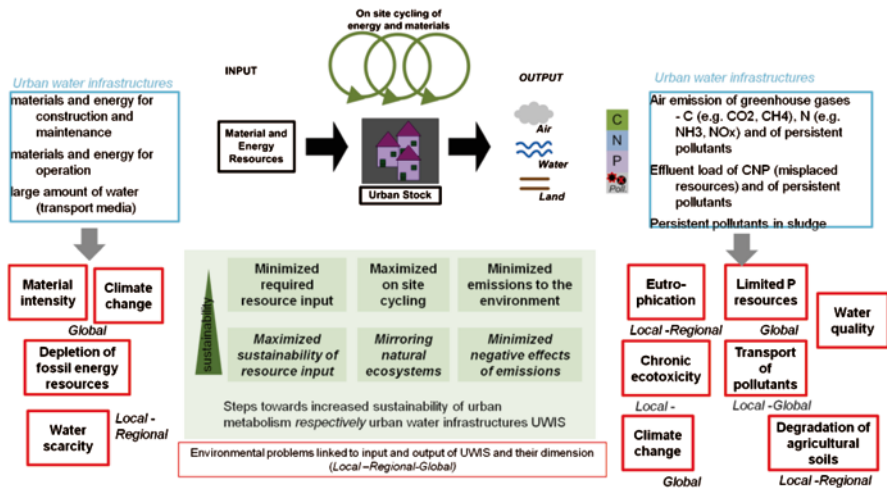 On site cycling of
energy and materials
INPUT
OUTPUT
Urban water infrastructures
materials and energy for
construction and
maintenance
materials and energy for
operation
large amount of water
(transport media)
Material and
Energy
Resources
Urban Stock
Air
Water
Land
C
N
P
Poll.
Urban water infrastructures
Air emission of greenhouse gases
- C (e.g. CO2, CH4), N (e.g.
NH3, NOx) and of persistent
pollutants
Effluent load of CNP (misplaced
resources) and of persistent
pollutants
Persistent pollutants in sludge
Material
intensity
Climate
change
Global
Depletion of
fossil energy
resources
Water
scarcity
Local -
Regional
sustainability
Minimized
required
resource input
Maximized
on site
cycling
Minimized
emissions to the
environment
Maximized
sustainability of
resource input
Mirroring
natural
ecosystems
Minimized
negative effects
of emissions
Steps towards increased sustainability of urban
metabolism respectively urban water infrastructures UWIS
Environmental problems linked to input and output of UWIS and their dimension
(Local –Regional-Global)
Eutro-
phication
Local -Regional
Limited P
resources
Global
Water
quality
Chronic
ecotoxicity
Local -
Transport
of
pollutants
Local -Global
Climate
change
Global
Degradation of
agricultural
soils
Local -Regional